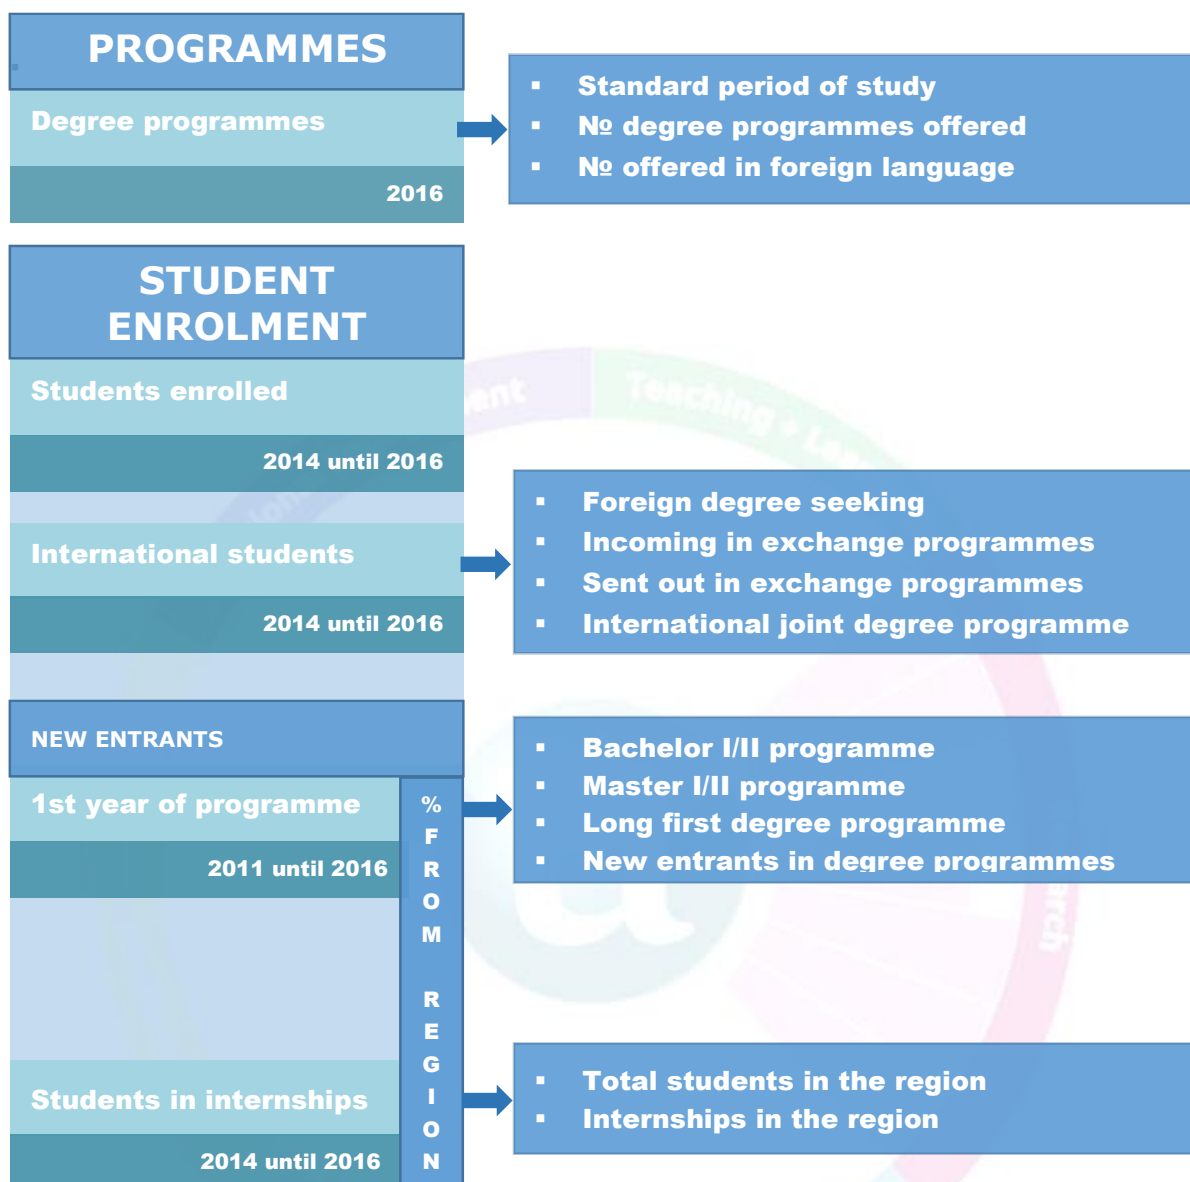 PROGRAMMES
Degree programmes
2016
▪ Standard period of study
▪ № degree programmes offered
▪ № offered in foreign language
STUDENT
ENROLMENT
Students enrolled
2014 until 2016
International students
2014 until 2016
▪ Foreign degree seeking
▪ Incoming in exchange programmes
▪ Sent out in exchange programmes
▪ International joint degree programme
NEW ENTRANTS
1st year of programme
2011 until 2016
% FROM REGION
▪ Bachelor I/II programme
▪ Master I/II programme
▪ Long first degree programme
▪ New entrants in degree programmes
Students in internships
2014 until 2016
▪ Total students in the region
▪ Internships in the region
Teaching +